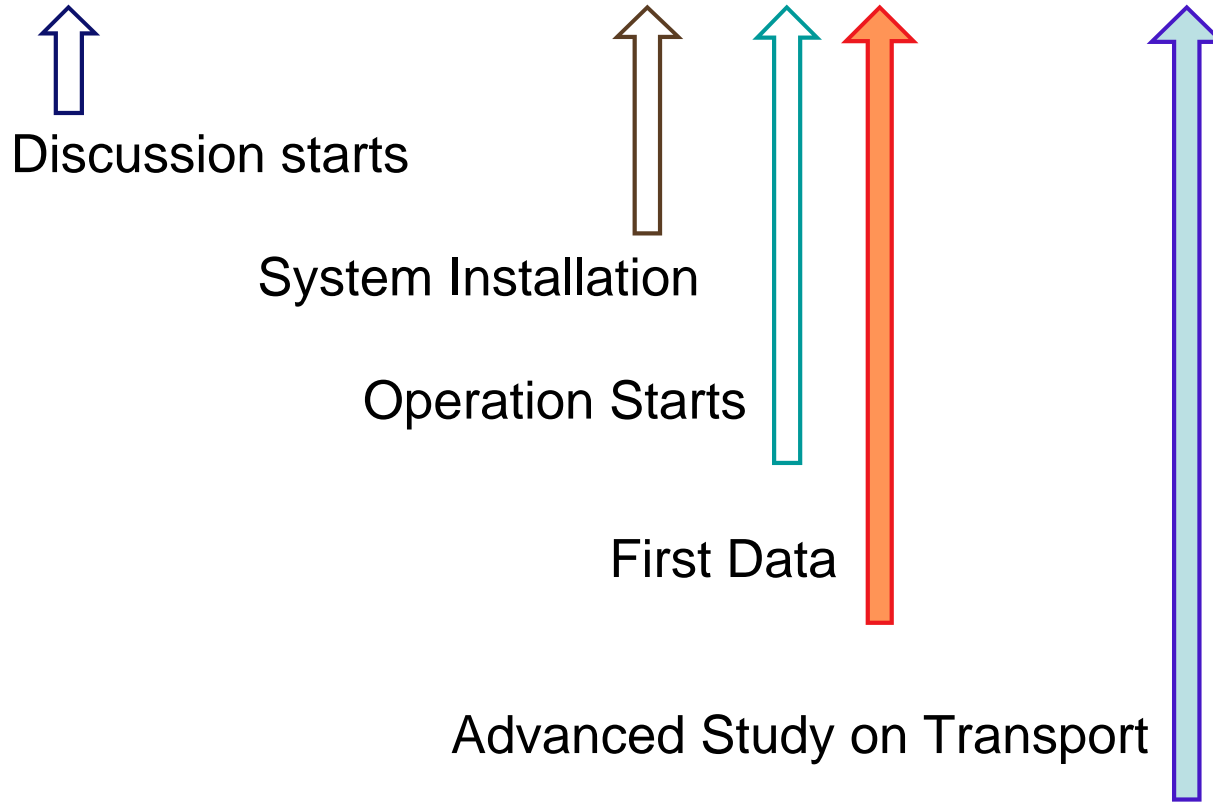 Discussion starts
System Installation
Operation Starts
First Data
Advanced Study on Transport